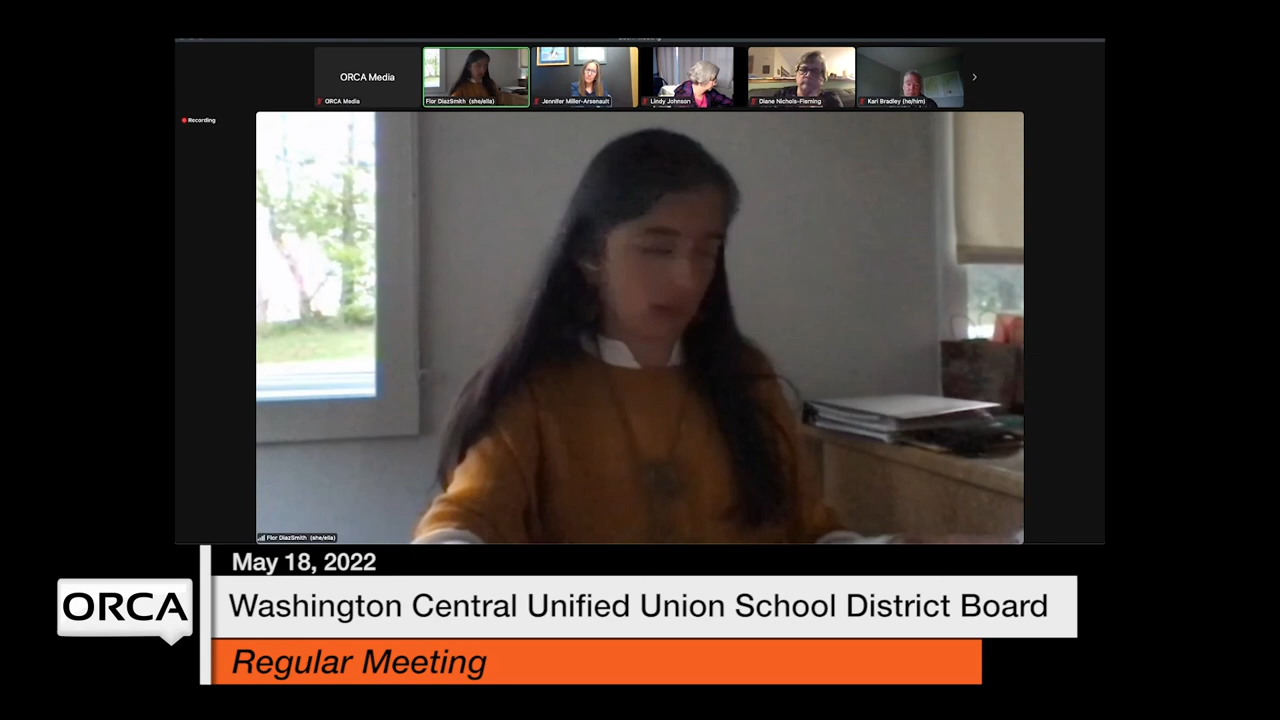 ORCA Media
ORCA Media
Flor DiazSmith (she/ella)
Jennifer Miller-Arsenault
Lindy Johnson
Diane Nichols-Fleming
Kari Bradley (he/him)
Recording
Flor DiazSmith (she/ella)
May 18, 2022
ORCA
Washington Central Unified Union School District Board
Regular Meeting